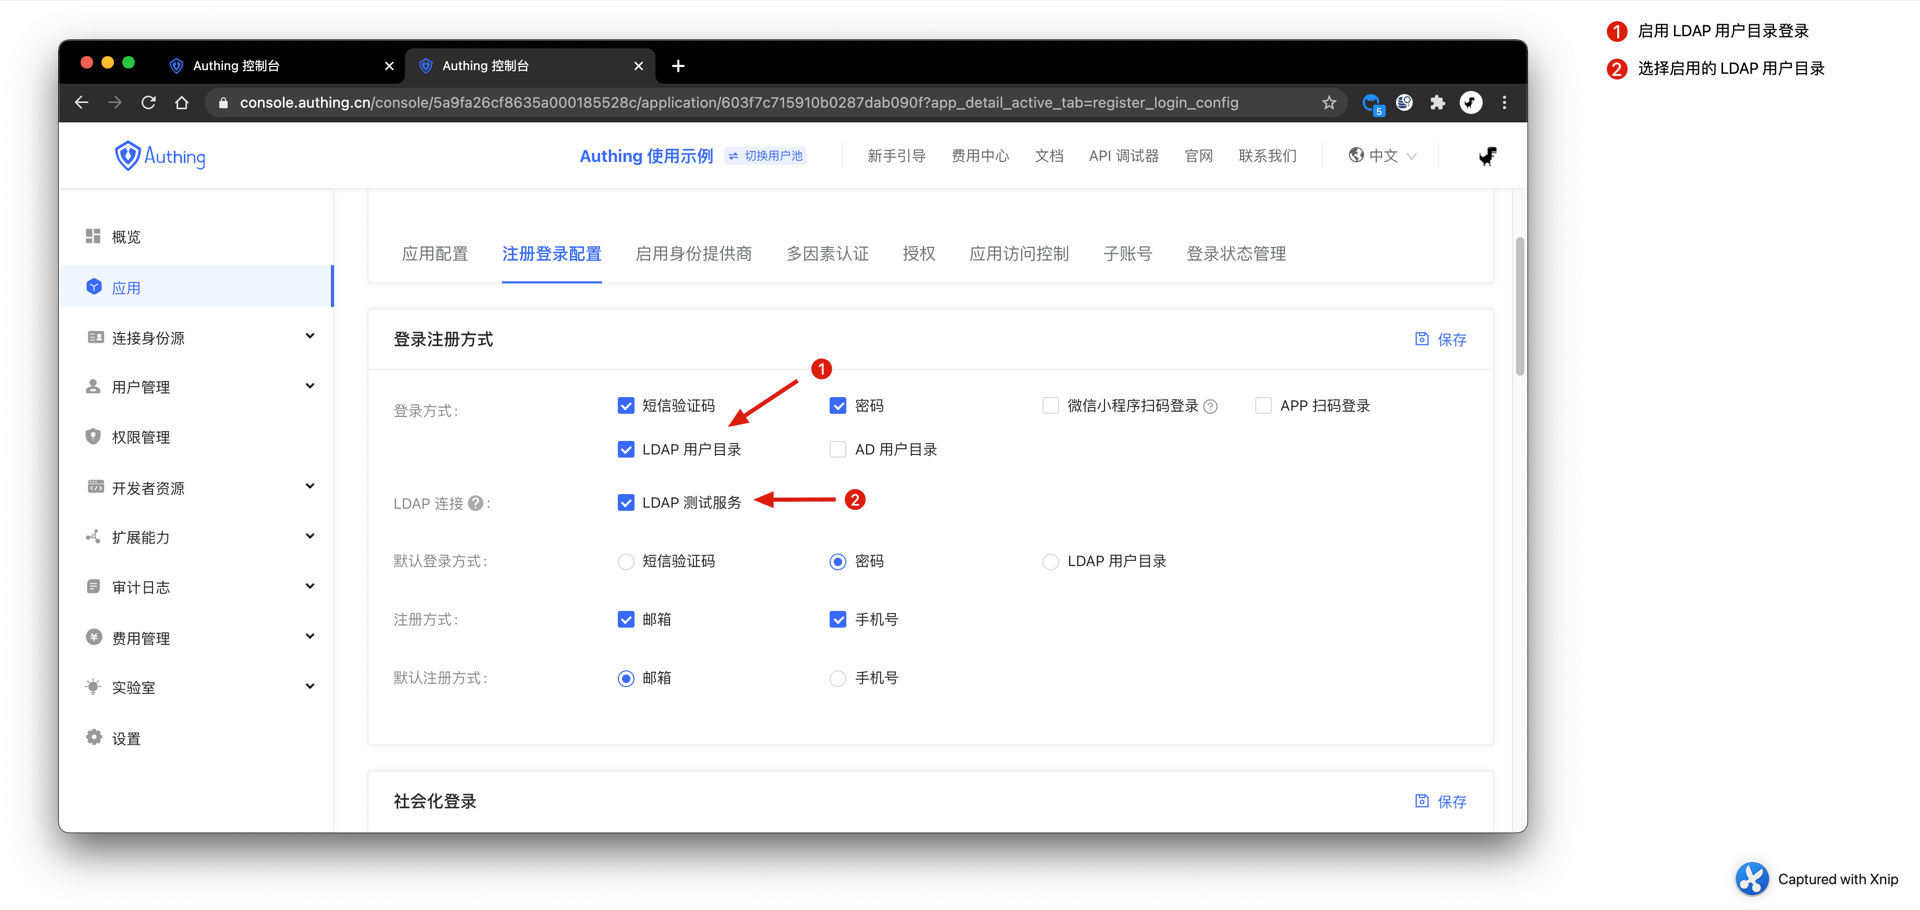 1 启用 LDAP 用户目录登录
2 选择启用的 LDAP 用户目录
Authing 控制台
Authing 控制台
console.authing.cn/console/5a9fa26cf8635a000185528c/application/603f7c715910b0287dab090f?app_detail_active_tab=register_login_config
5
Authing
Authing 使用示例 切换用户池 新手引导 费用中心 文档 API 调试器 官网 联系我们 中文
概览
应用
连接身份源
用户管理
权限管理
开发者资源
扩展能力
审计日志
费用管理
实验室
设置
应用配置 注册登录配置 启用身份提供商 多因素认证 授权 应用访问控制 子账号 登录状态管理
登录注册方式 保存
1
登录方式: 短信验证码 密码 微信小程序扫码登录 ? APP 扫码登录
LDAP 用户目录 AD 用户目录
LDAP 连接 ? : LDAP 测试服务 2
默认登录方式: 短信验证码 密码 LDAP 用户目录
注册方式: 邮箱 手机号
默认注册方式: 邮箱 手机号
社会化登录 保存
Captured with Xnip